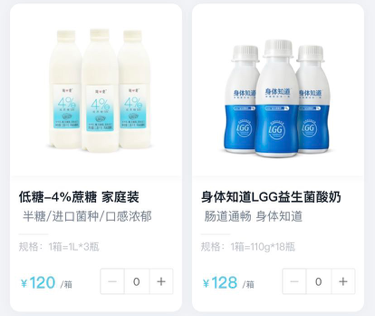 4%
4%
4%
身体知道
LGG
低糖-4%蔗糖 家庭装
半糖/进口菌种/口感浓郁
规格：1箱=1L*3瓶
¥120 /箱
0
身体知道LGG益生菌酸奶
肠道通畅 身体知道
规格：1箱=110g*18瓶
¥128 /箱
0